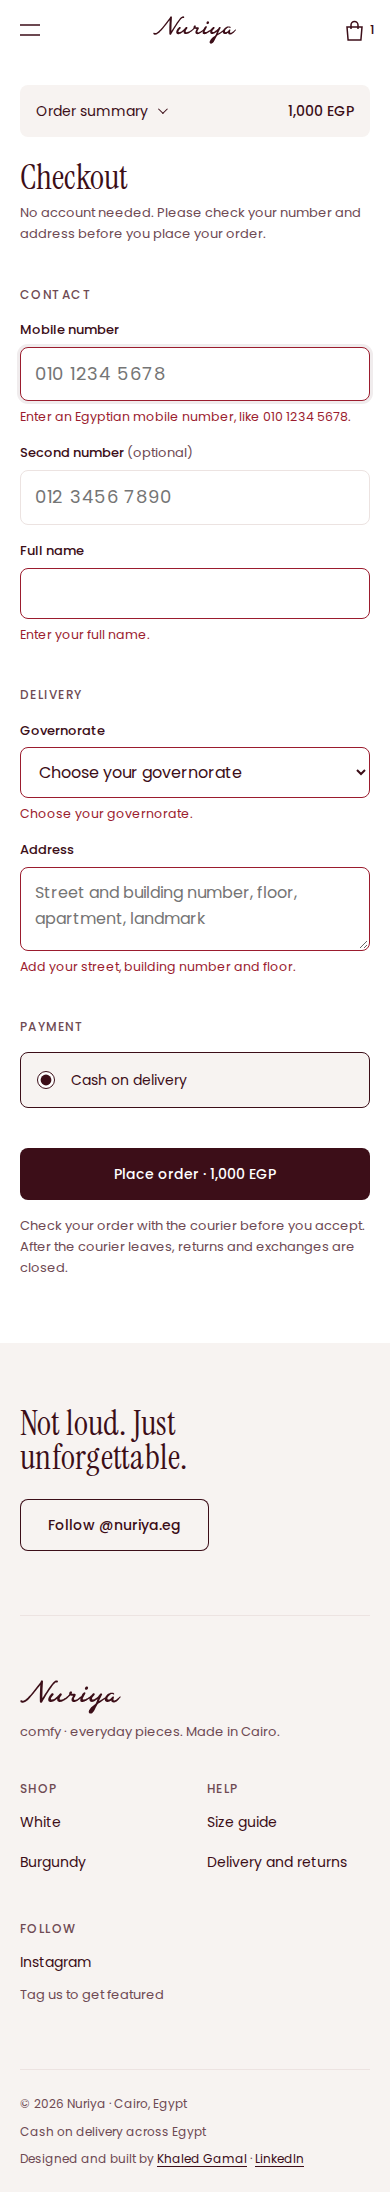 Nuriya
1
Order summary
1,000 EGP
Checkout
No account needed. Please check your number and
address before you place your order.
CONTACT
Mobile number
010 1234 5678
Enter an Egyptian mobile number, like 010 1234 5678.
Second number (optional)
012 3456 7890
Full name
Enter your full name.
DELIVERY
Governorate
Choose your governorate
Choose your governorate.
Address
Street and building number, floor,
apartment, landmark
Add your street, building number and floor.
PAYMENT
Cash on delivery
Place order · 1,000 EGP
Check your order with the courier before you accept.
After the courier leaves, returns and exchanges are
closed.
Not loud. Just
unforgettable.
Follow @nuriya.eg
Nuriya
comfy · everyday pieces. Made in Cairo.
SHOP
White
Burgundy
HELP
Size guide
Delivery and returns
FOLLOW
Instagram
Tag us to get featured
© 2026 Nuriya · Cairo, Egypt
Cash on delivery across Egypt
Designed and built by Khaled Gamal · LinkedIn